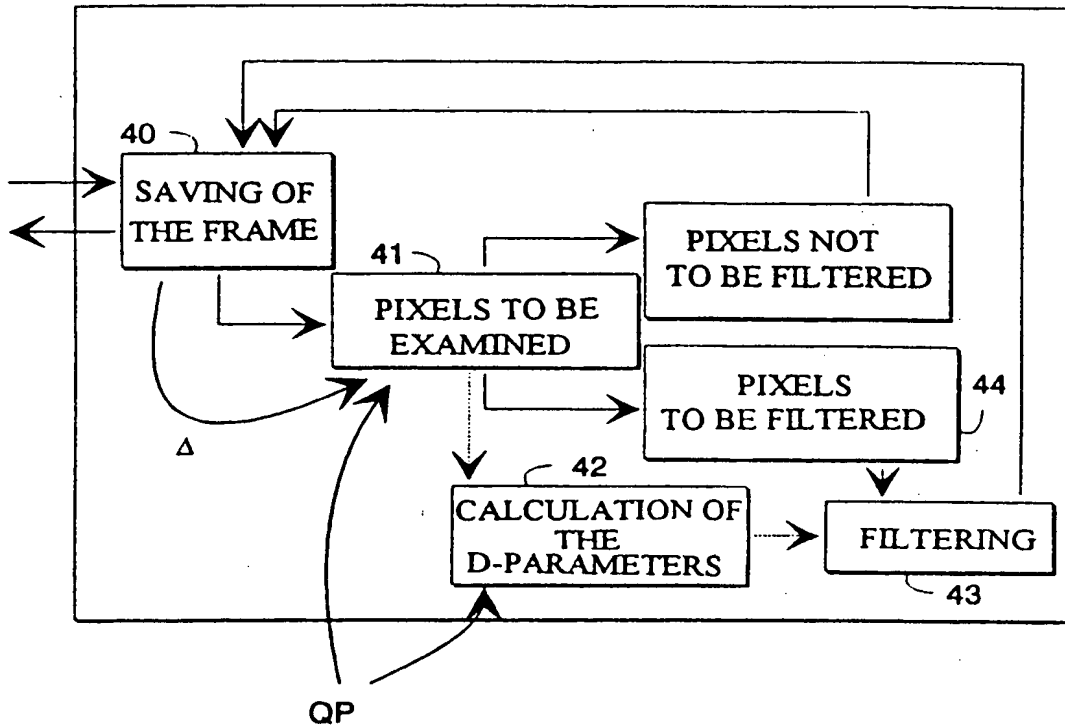 40
SAVING OF
THE FRAME
41
PIXELS TO BE
EXAMINED
PIXELS NOT
TO BE FILTERED
PIXELS
TO BE FILTERED
44
Δ
42
CALCULATION OF
THE
D-PARAMETERS
FILTERING
43
QP